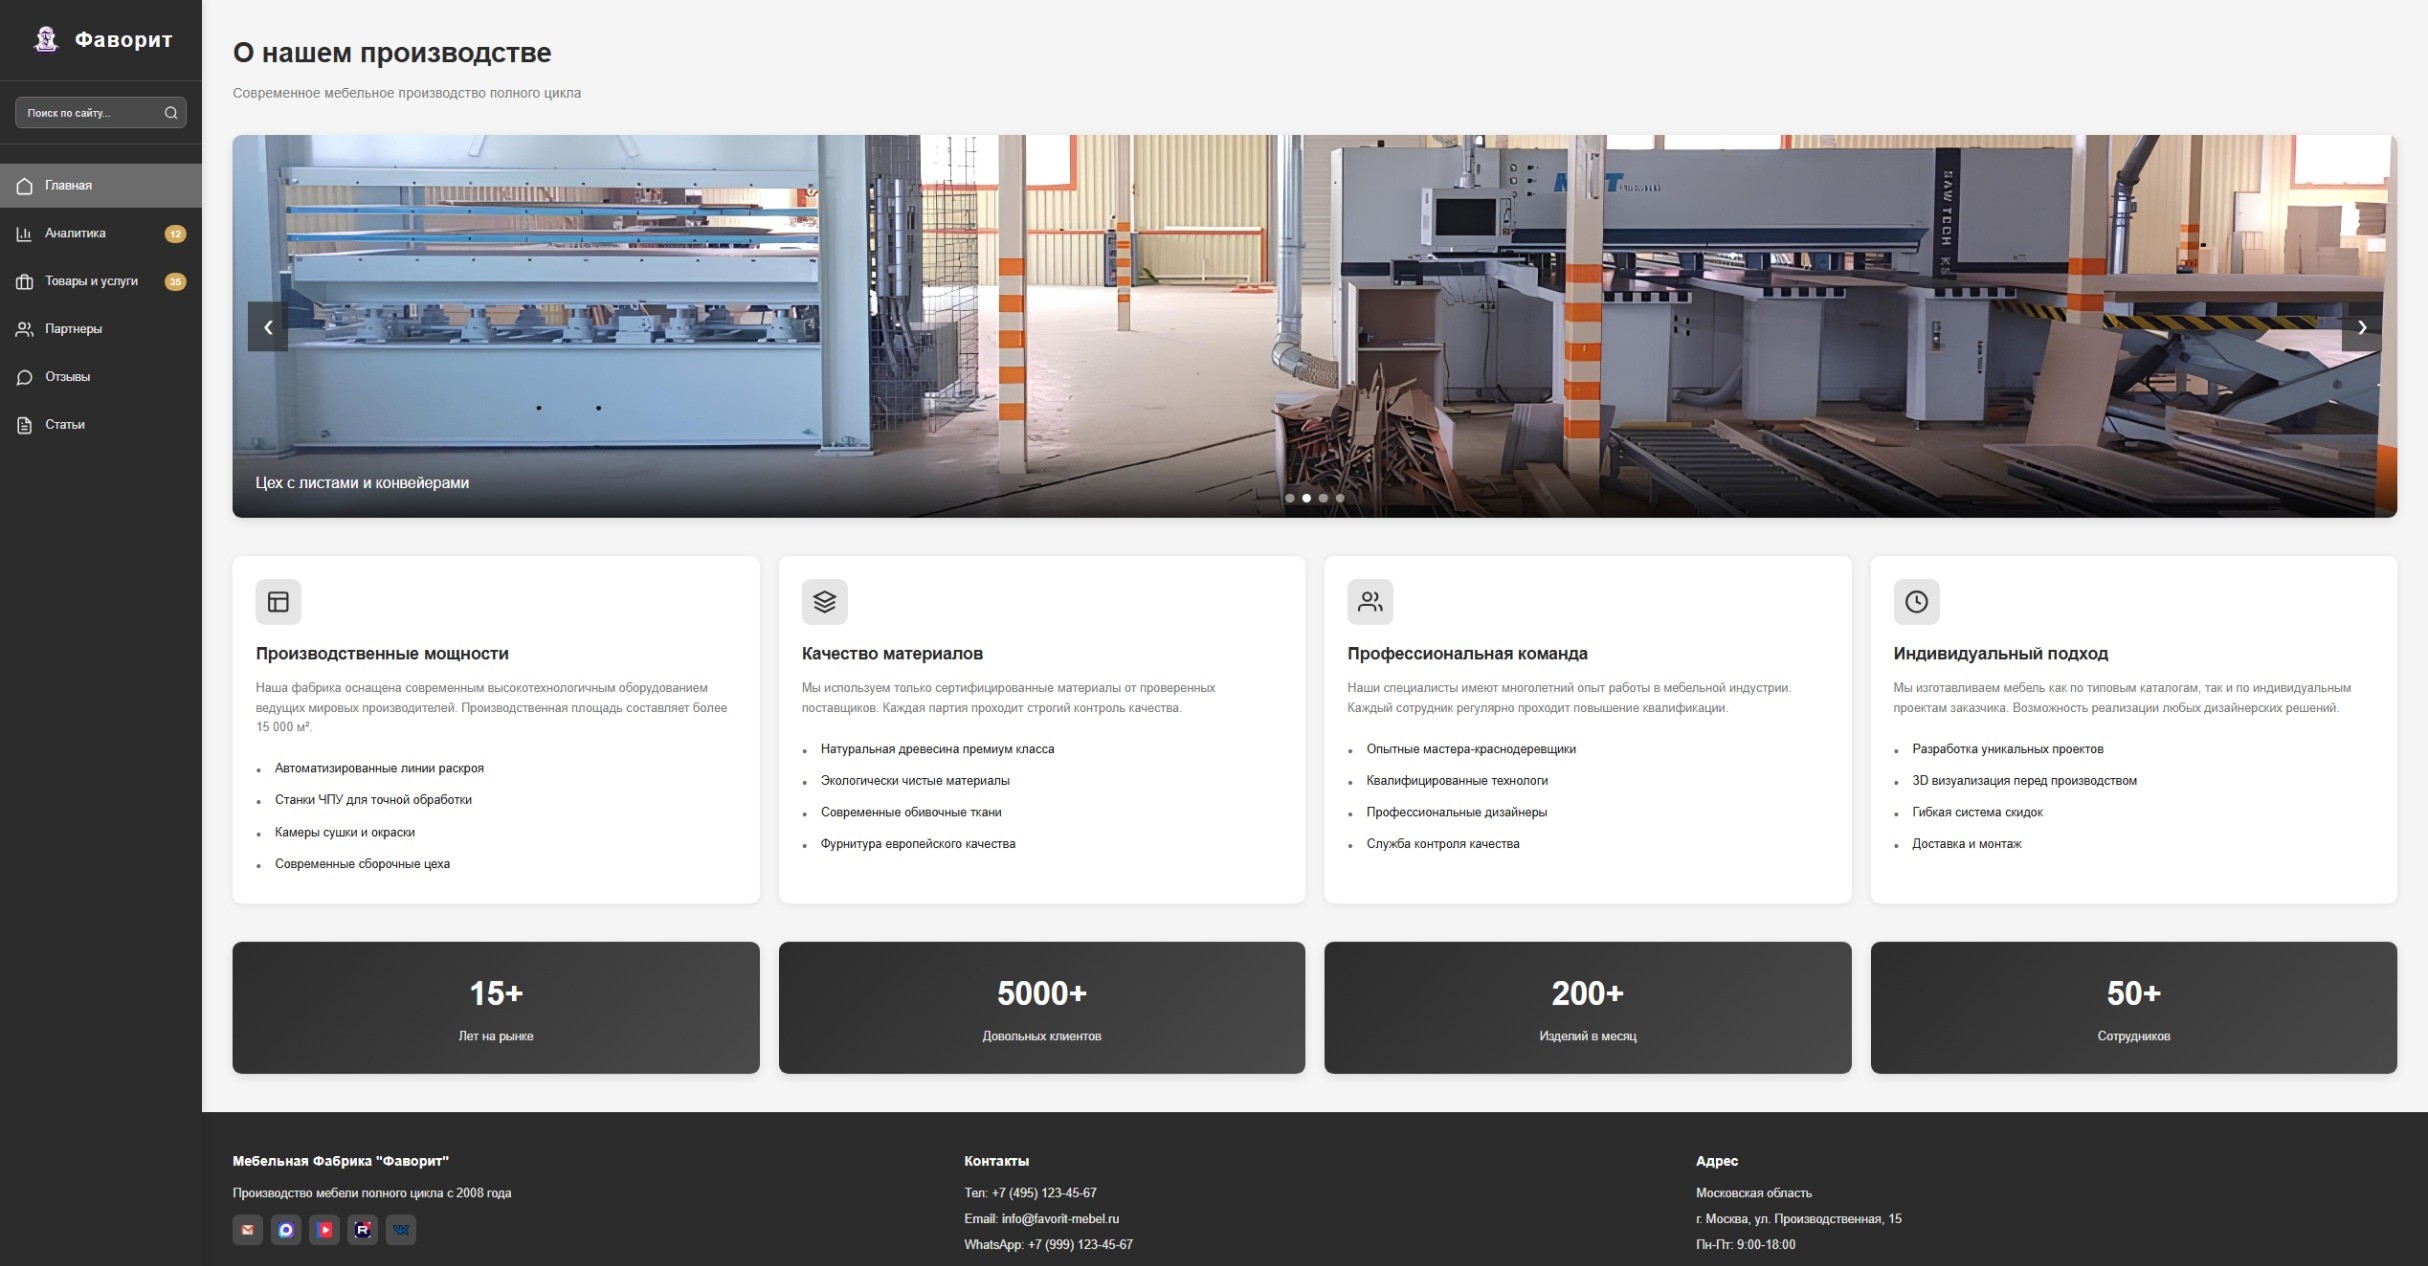 Фаворит
Поиск по сайту...
Главная
Аналитика 12
Товары и услуги 35
Партнеры
Отзывы
Статьи
О нашем производстве
Современное мебельное производство полного цикла
SAW TECH
Цех с листами и конвейерами
Производственные мощности
Наша фабрика оснащена современным высокотехнологичным оборудованием
ведущих мировых производителей. Производственная площадь составляет более
15 000 м².
Автоматизированные линии раскроя
Станки ЧПУ для точной обработки
Камеры сушки и окраски
Современные сборочные цеха
Качество материалов
Мы используем только сертифицированные материалы от проверенных
поставщиков. Каждая партия проходит строгий контроль качества.
Натуральная древесина премиум класса
Экологически чистые материалы
Современные обивочные ткани
Фурнитура европейского качества
Профессиональная команда
Наши специалисты имеют многолетний опыт работы в мебельной индустрии.
Каждый сотрудник регулярно проходит повышение квалификации.
Опытные мастера-краснодеревщики
Квалифицированные технологи
Профессиональные дизайнеры
Служба контроля качества
Индивидуальный подход
Мы изготавливаем мебель как по типовым каталогам, так и по индивидуальным
проектам заказчика. Возможность реализации любых дизайнерских решений.
Разработка уникальных проектов
3D визуализация перед производством
Гибкая система скидок
Доставка и монтаж
15+
Лет на рынке
5000+
Довольных клиентов
200+
Изделий в месяц
50+
Сотрудников
Мебельная Фабрика "Фаворит"
Производство мебели полного цикла с 2008 года
Контакты
Тел: +7 (495) 123-45-67
Email: info@favorit-mebel.ru
WhatsApp: +7 (999) 123-45-67
Адрес
Московская область
г. Москва, ул. Производственная, 15
Пн-Пт: 9:00-18:00